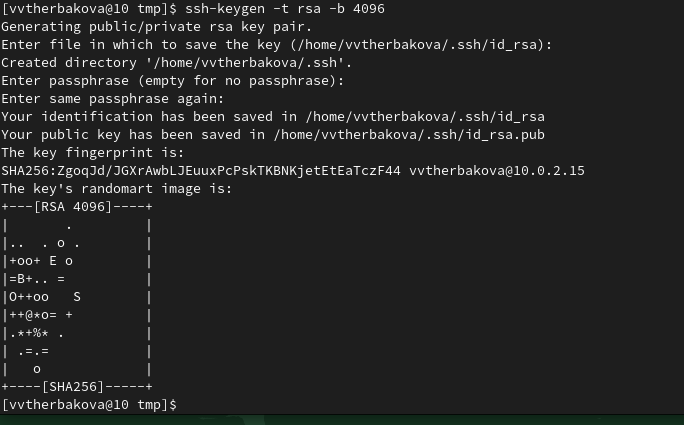 [vvtherbakova@10 tmp]$ ssh-keygen -t rsa -b 4096
Generating public/private rsa key pair.
Enter file in which to save the key (/home/vvtherbakova/.ssh/id_rsa):
Created directory '/home/vvtherbakova/.ssh'.
Enter passphrase (empty for no passphrase):
Enter same passphrase again:
Your identification has been saved in /home/vvtherbakova/.ssh/id_rsa
Your public key has been saved in /home/vvtherbakova/.ssh/id_rsa.pub
The key fingerprint is:
SHA256:ZgoqJd/JGXrAwbLJEuuxPcPskTKBNKjetEtEaTczF44 vvtherbakova@10.0.2.15
The key's randomart image is:
+---[RSA 4096]----+
|       .         |
|..  . o .        |
|+oo+ E o         |
|=B+.. =          |
|O++oo   S        |
|++@*o= +         |
|.*+%* .          |
| .=.=            |
|   o             |
+----[SHA256]-----+
[vvtherbakova@10 tmp]$